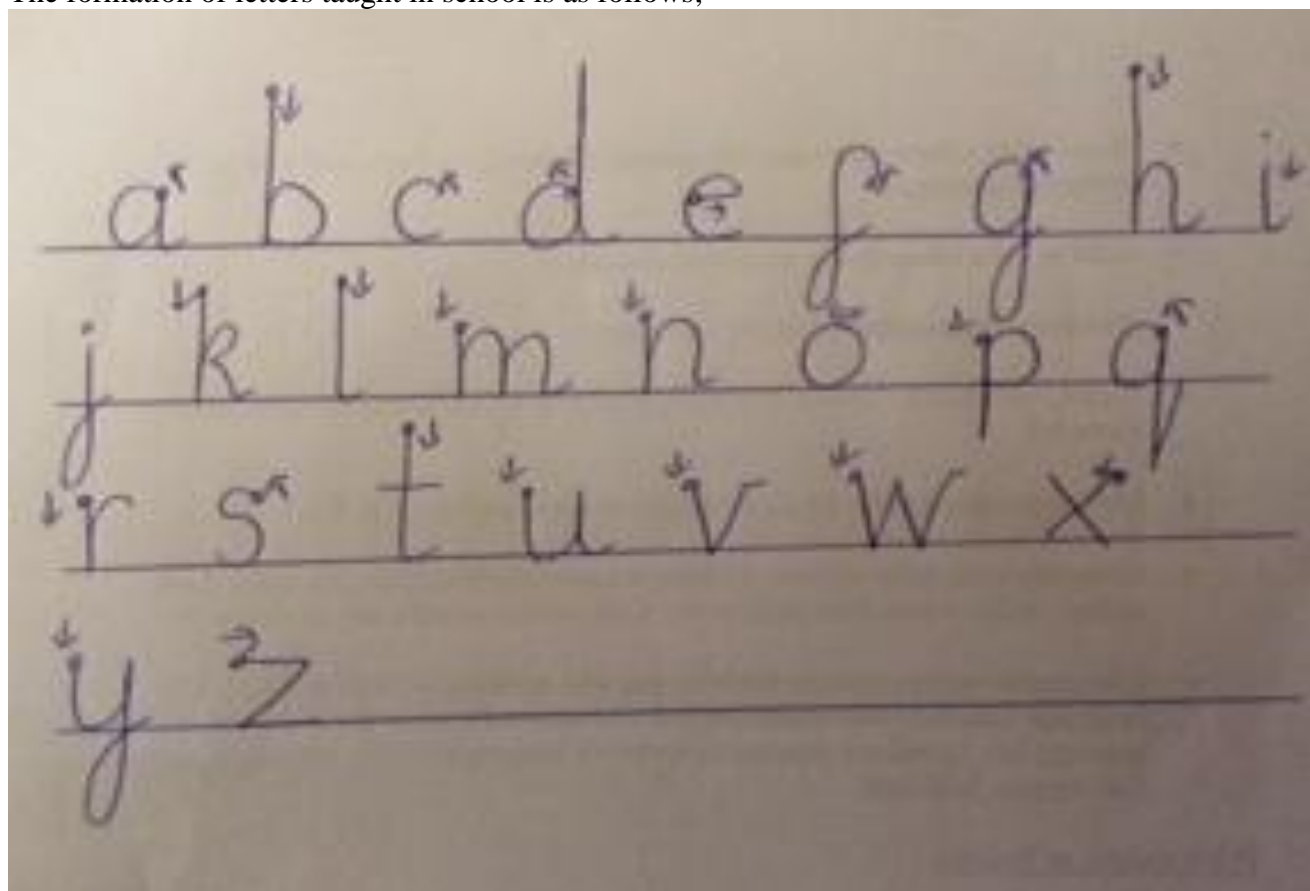 The formation of letters taught in school is as follows;
a b c d e f g h i
j k l m n o p q
r s t u v w x
y z